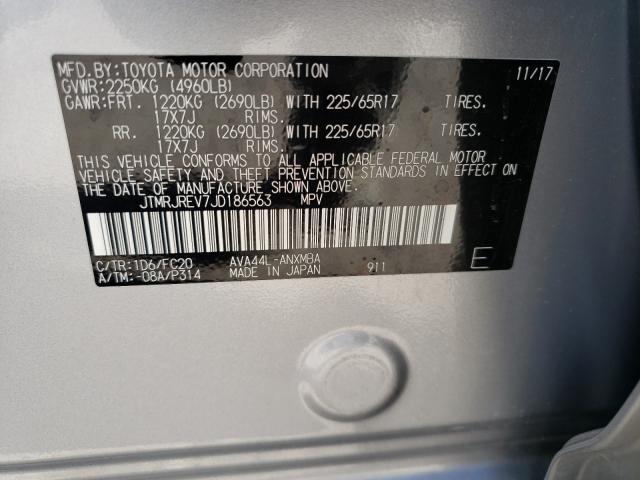 MFD.BY:TOYOTA MOTOR CORPORATION 11/17
GVWR:2250KG (4960LB)
GAWR:FRT. 1220KG (2690LB) WITH 225/65R17 TIRES.
17X7J RIMS.
RR. 1220KG (2690LB) WITH 225/65R17 TIRES.
17X7J RIMS.
THIS VEHICLE CONFORMS TO ALL APPLICABLE FEDERAL MOTOR
VEHICLE SAFETY AND THEFT PREVENTION STANDARDS IN EFFECT ON
THE DATE OF MANUFACTURE SHOWN ABOVE.
JTMRJREV7JD186563 MPV
C/TR:1D6/FC20 AVA44L-ANXMBA
A/TM:-08A/P314 MADE IN JAPAN 911 E